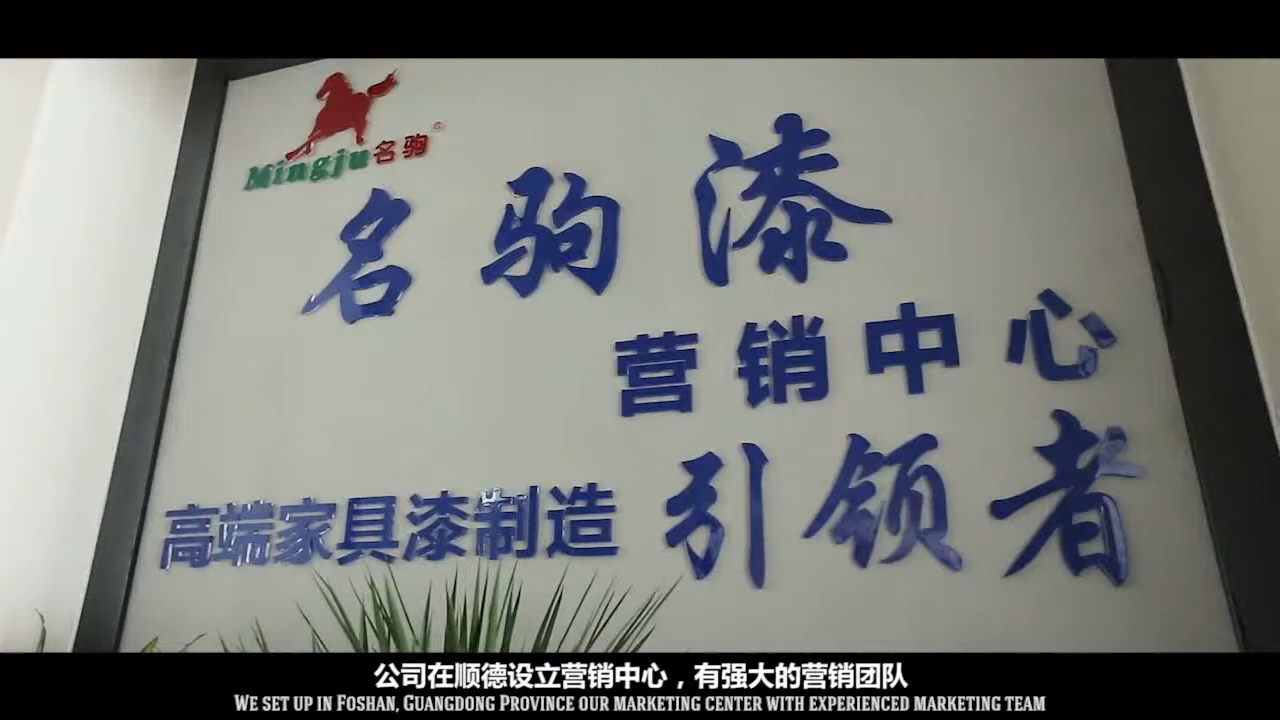 Mingju名驹®
名驹漆
营销中心
高端家具漆制造 引领者
公司在顺德设立营销中心，有强大的营销团队
WE SET UP IN FOSHAN, GUANGDONG PROVINCE OUR MARKETING CENTER WITH EXPERIENCED MARKETING TEAM